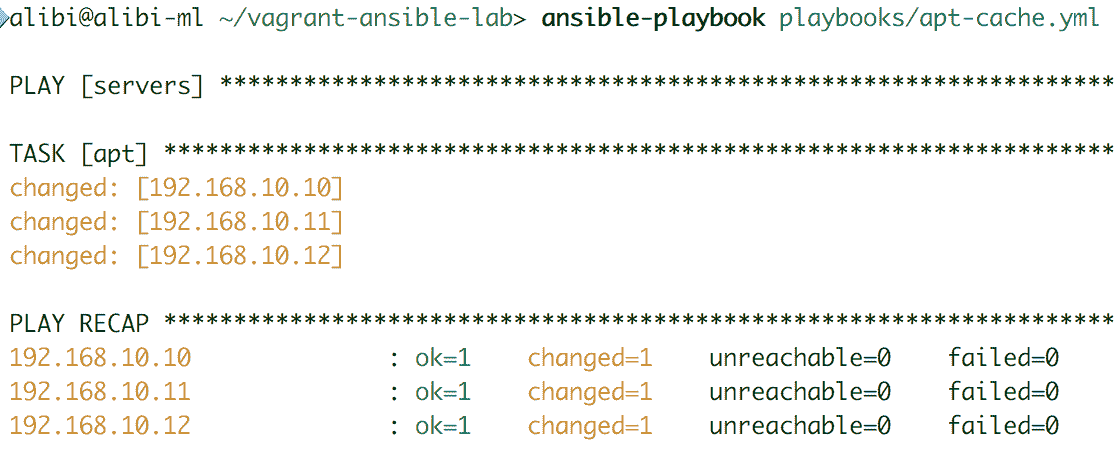 alibi@alibi-ml ~/vagrant-ansible-lab> ansible-playbook playbooks/apt-cache.yml
PLAY [servers] ****************************************************************
TASK [apt] ********************************************************************
changed: [192.168.10.10]
changed: [192.168.10.11]
changed: [192.168.10.12]
PLAY RECAP ********************************************************************
192.168.10.10 : ok=1 changed=1 unreachable=0 failed=0
192.168.10.11 : ok=1 changed=1 unreachable=0 failed=0
192.168.10.12 : ok=1 changed=1 unreachable=0 failed=0